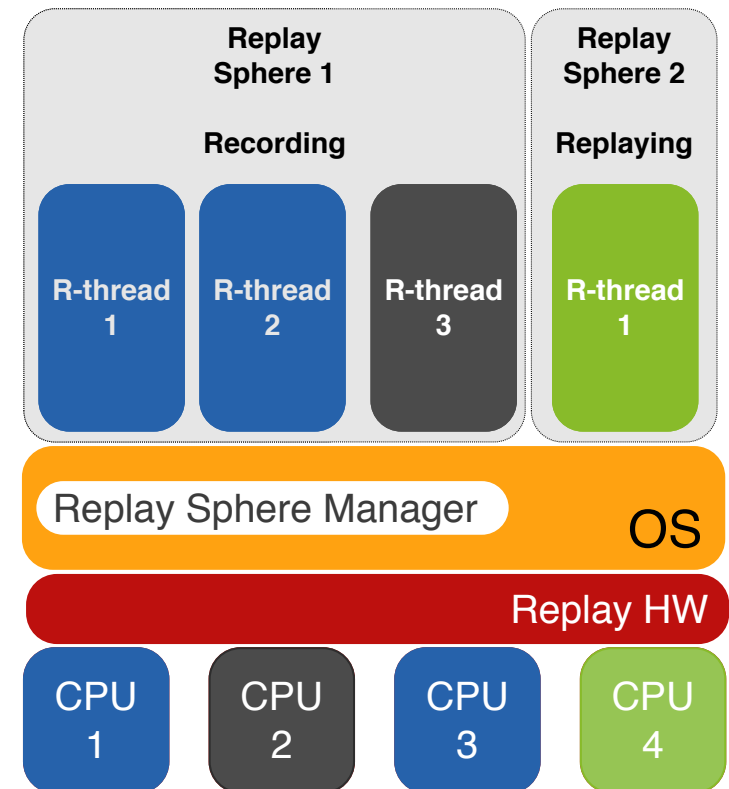 Replay
Sphere 1
Recording
Replay
Sphere 2
Replaying
R-thread
1
R-thread
2
R-thread
3
R-thread
1
Replay Sphere Manager
OS
Replay HW
CPU
1
CPU
2
CPU
3
CPU
4